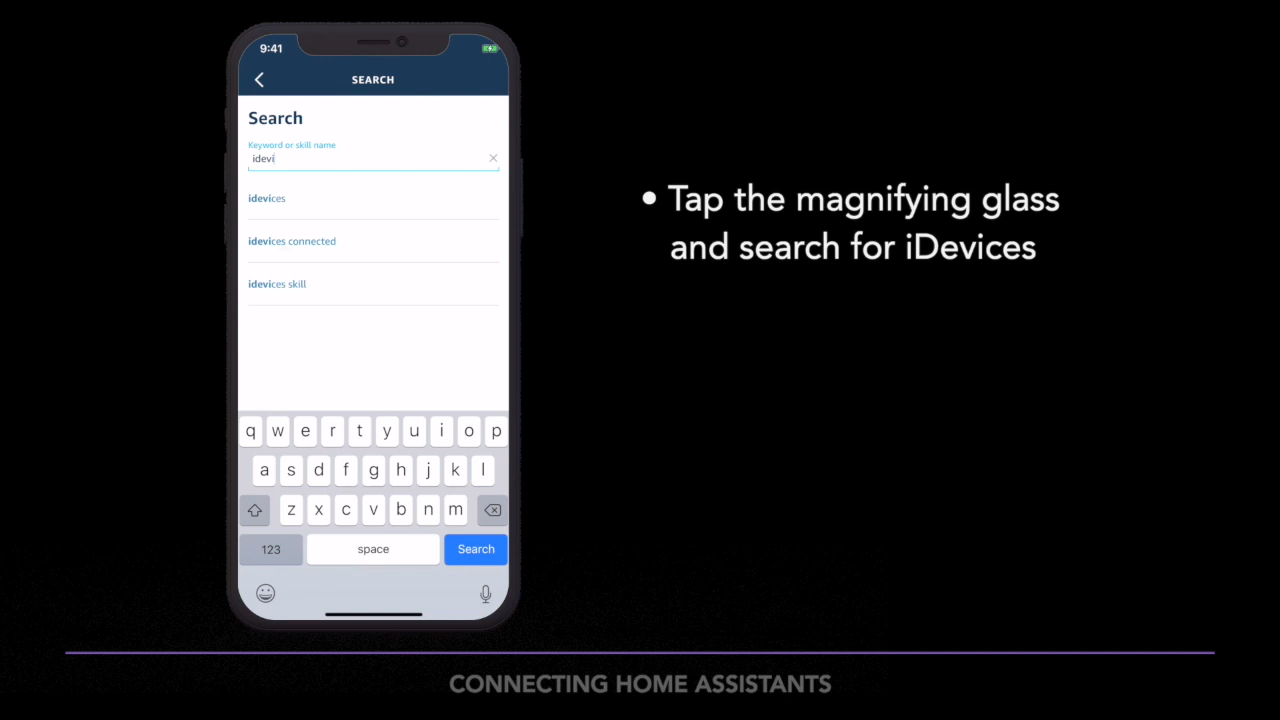 9:41
SEARCH
Search
Keyword or skill name
idevi
idevices
idevices connected
idevices skill
q w e r t y u i o p
a s d f g h j k l
z x c v b n m
123 space Search
• Tap the magnifying glass
and search for iDevices
CONNECTING HOME ASSISTANTS